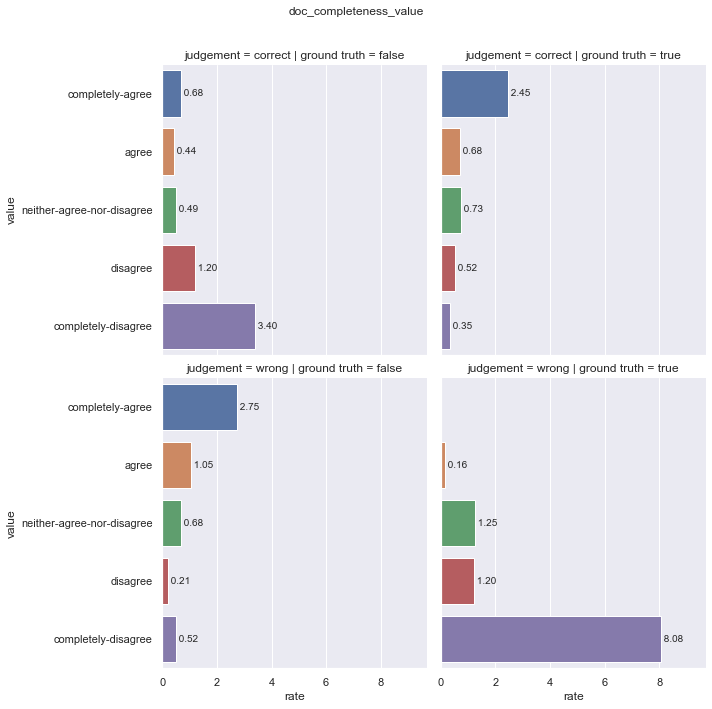 doc_completeness_value
judgement = correct | ground truth = false
judgement = correct | ground truth = true
completely-agree
0.68
2.45
agree
0.44
0.68
neither-agree-nor-disagree
0.49
0.73
disagree
1.20
0.52
completely-disagree
3.40
0.35
value
judgement = wrong | ground truth = false
judgement = wrong | ground truth = true
completely-agree
2.75
agree
1.05
0.16
neither-agree-nor-disagree
0.68
1.25
disagree
0.21
1.20
completely-disagree
0.52
8.08
value
0 2 4 6 8
0 2 4 6 8
rate
rate